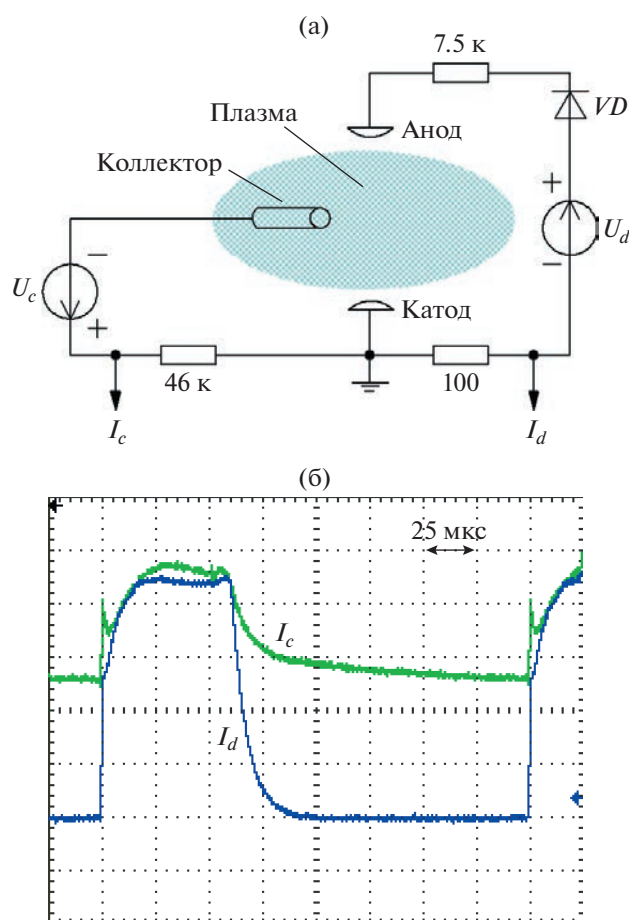 (а)
7.5 к
VD
Плазма
Анод
Коллектор
+
−
U_d
−
U_c
+
Катод
46 к
100
I_c
I_d
(б)
25 мкс
I_c
I_d